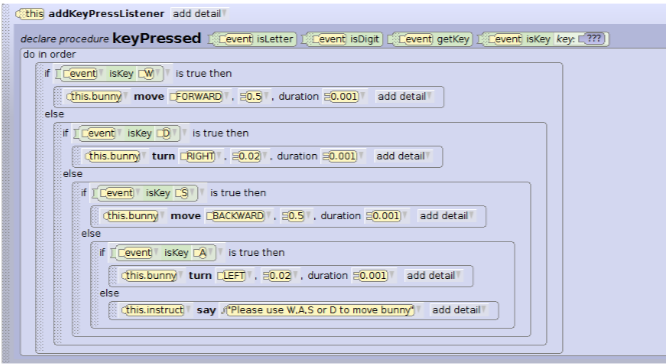 this addKeyPressListener add detail
declare procedure keyPressed event isLetter event isDigit event getKey event isKey key: ???
do in order
if event isKey W is true then
this.bunny move FORWARD, 0.5, duration 0.001 add detail
else
if event isKey D is true then
this.bunny turn RIGHT, 0.02, duration 0.001 add detail
else
if event isKey S is true then
this.bunny move BACKWARD, 0.5, duration 0.001 add detail
else
if event isKey A is true then
this.bunny turn LEFT, 0.02, duration 0.001 add detail
else
this.instruct say "Please use W,A,S or D to move bunny" add detail